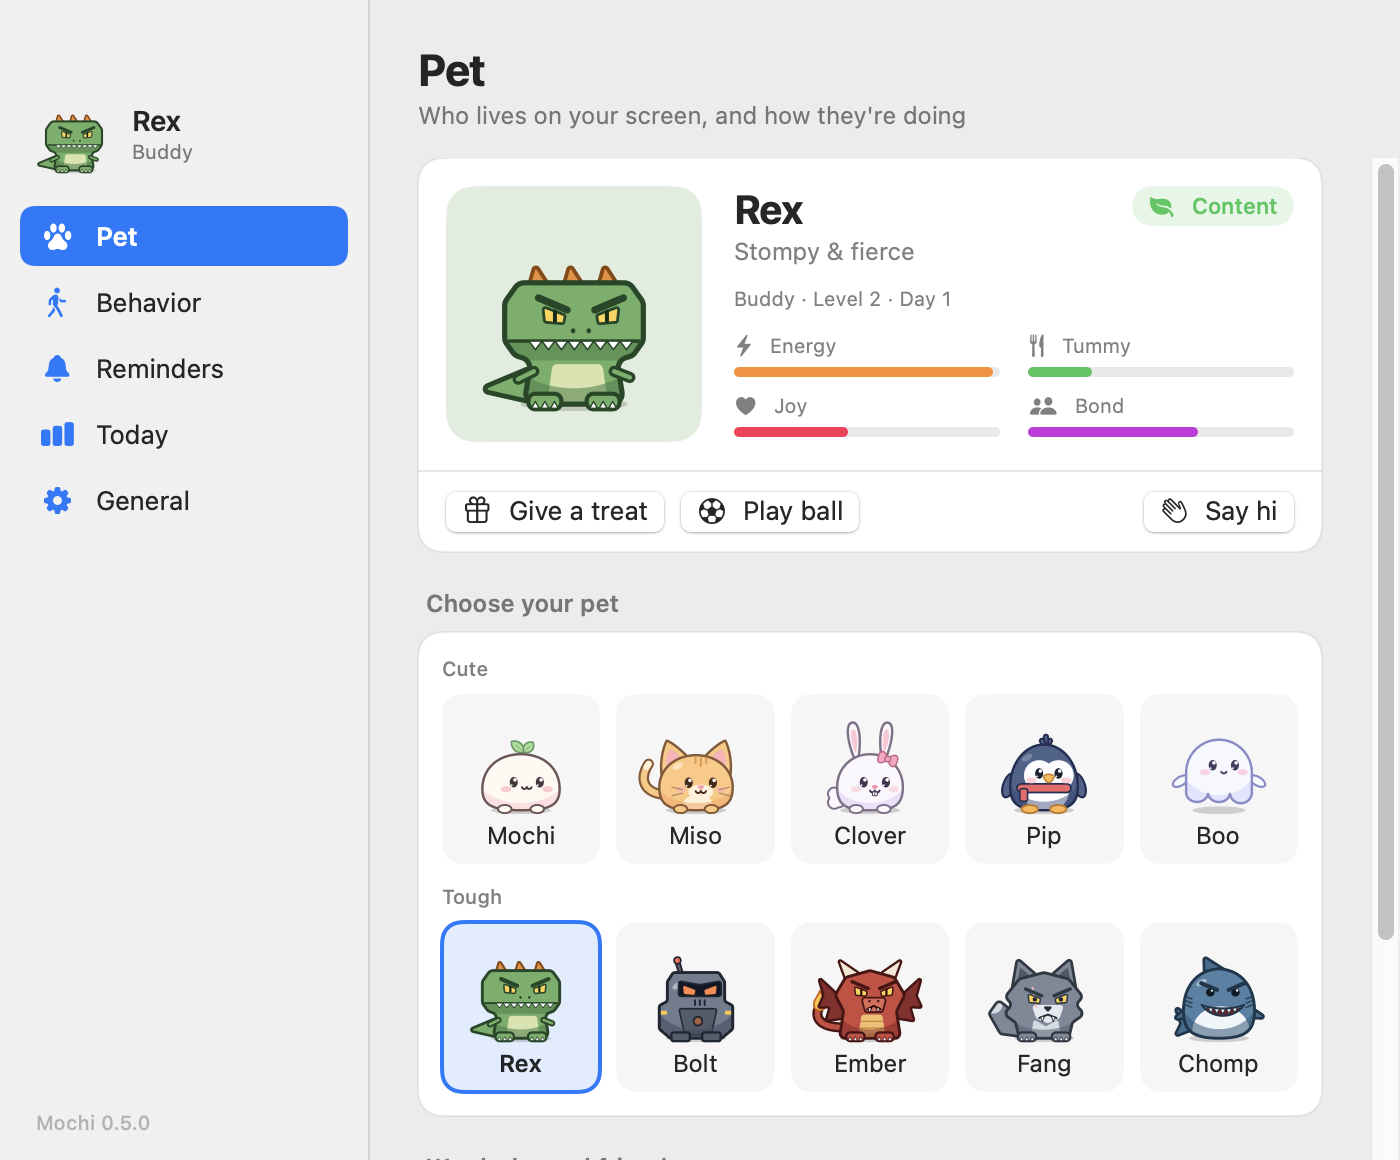 Rex
Buddy
Pet
Behavior
Reminders
Today
General
Mochi 0.5.0
Pet
Who lives on your screen, and how they're doing
Rex
Content
Stompy & fierce
Buddy · Level 2 · Day 1
Energy
Tummy
Joy
Bond
Give a treat
Play ball
Say hi
Choose your pet
Cute
Mochi
Miso
Clover
Pip
Boo
Tough
Rex
Bolt
Ember
Fang
Chomp